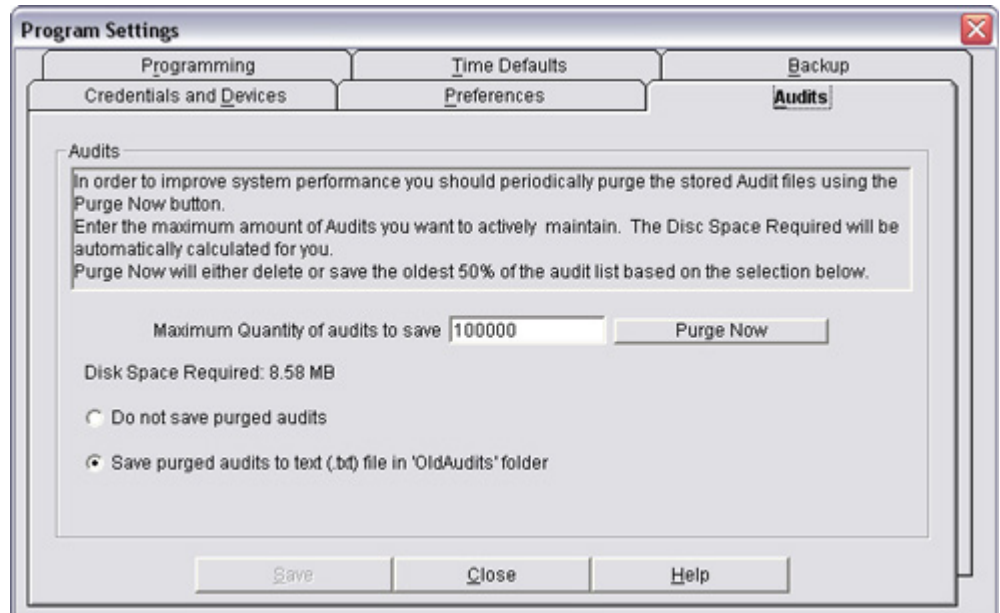 Program Settings
Programming
Time Defaults
Backup
Credentials and Devices
Preferences
Audits
Audits
In order to improve system performance you should periodically purge the stored Audit files using the
Purge Now button.
Enter the maximum amount of Audits you want to actively maintain. The Disc Space Required will be
automatically calculated for you.
Purge Now will either delete or save the oldest 50% of the audit list based on the selection below.
Maximum Quantity of audits to save 100000 Purge Now
Disk Space Required: 8.58 MB
Do not save purged audits
Save purged audits to text (.txt) file in 'OldAudits' folder
Save
Close
Help